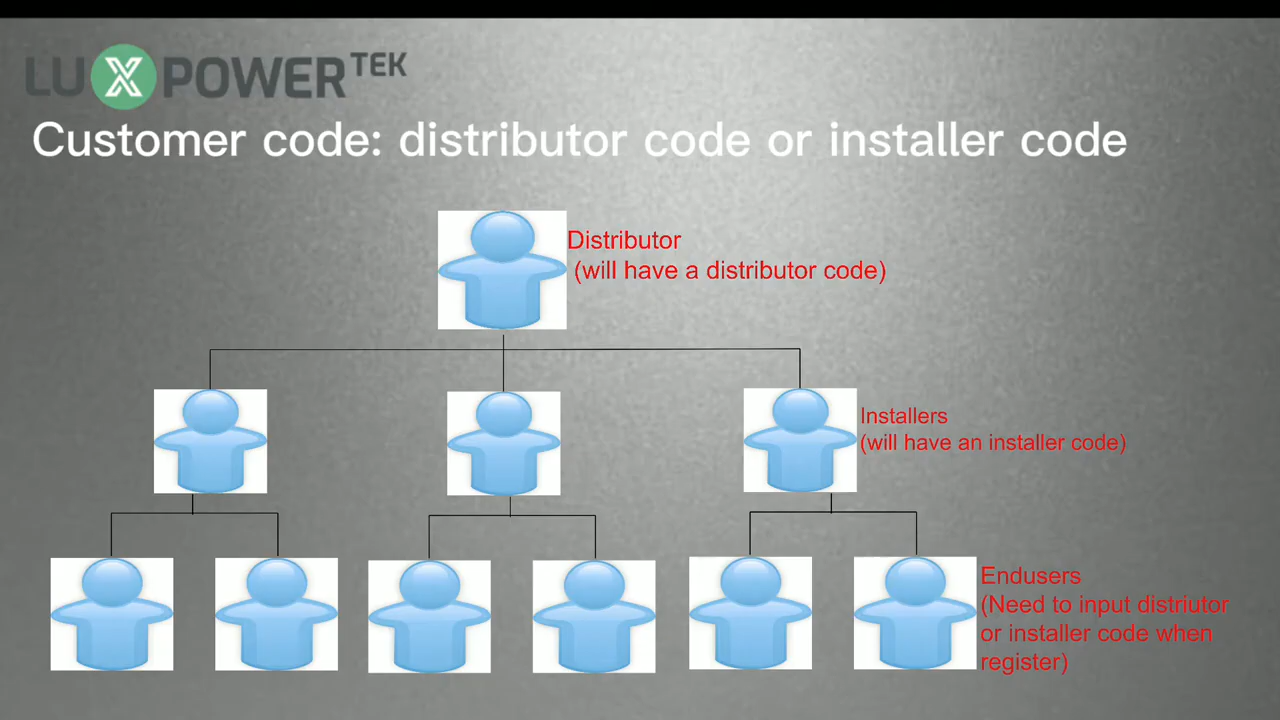 LUXPOWERTEK
Customer code: distributor code or installer code
Distributor
(will have a distributor code)
Installers
(will have an installer code)
Endusers
(Need to input distriutor
or installer code when
register)